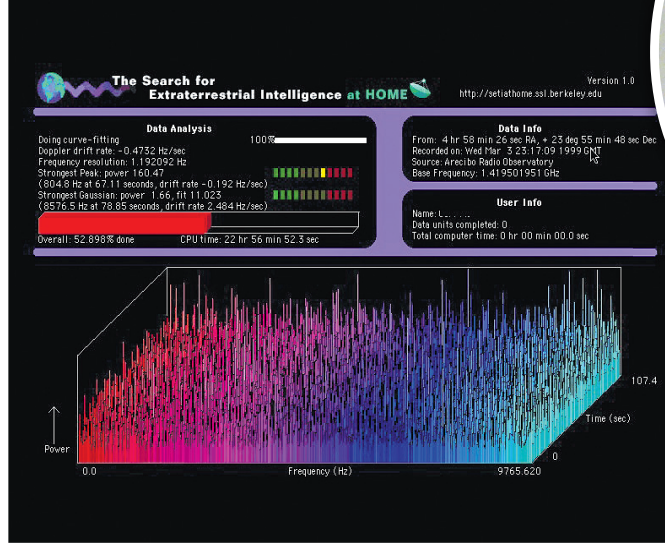 The Search for
Extraterrestrial Intelligence at HOME
Version 1.0
http://setiathome.ssl.berkeley.edu
Data Analysis
Doing curve-fitting 100%
Doppler drift rate: -0.4732 Hz/sec
Frequency resolution: 1.192092 Hz
Strongest Peak: power 160.47
(804.8 Hz at 67.11 seconds, drift rate -0.192 Hz/sec)
Strongest Gaussian: power 1.66, fit 11.023
(8576.5 Hz at 78.85 seconds, drift rate 2.484 Hz/sec)
Overall: 52.898% done CPU time: 22 hr 56 min 52.3 sec
Data Info
From: 4 hr 58 min 26 sec RA, + 23 deg 55 min 48 sec Dec
Recorded on: Wed Mar 3 23:17:09 1999 GMT
Source: Arecibo Radio Observatory
Base Frequency: 1.419501951 GHz
User Info
Name:
Data units completed: 0
Total computer time: 0 hr 00 min 00.0 sec
107.4
Time (sec)
Power
0
0.0 Frequency (Hz) 9765.620